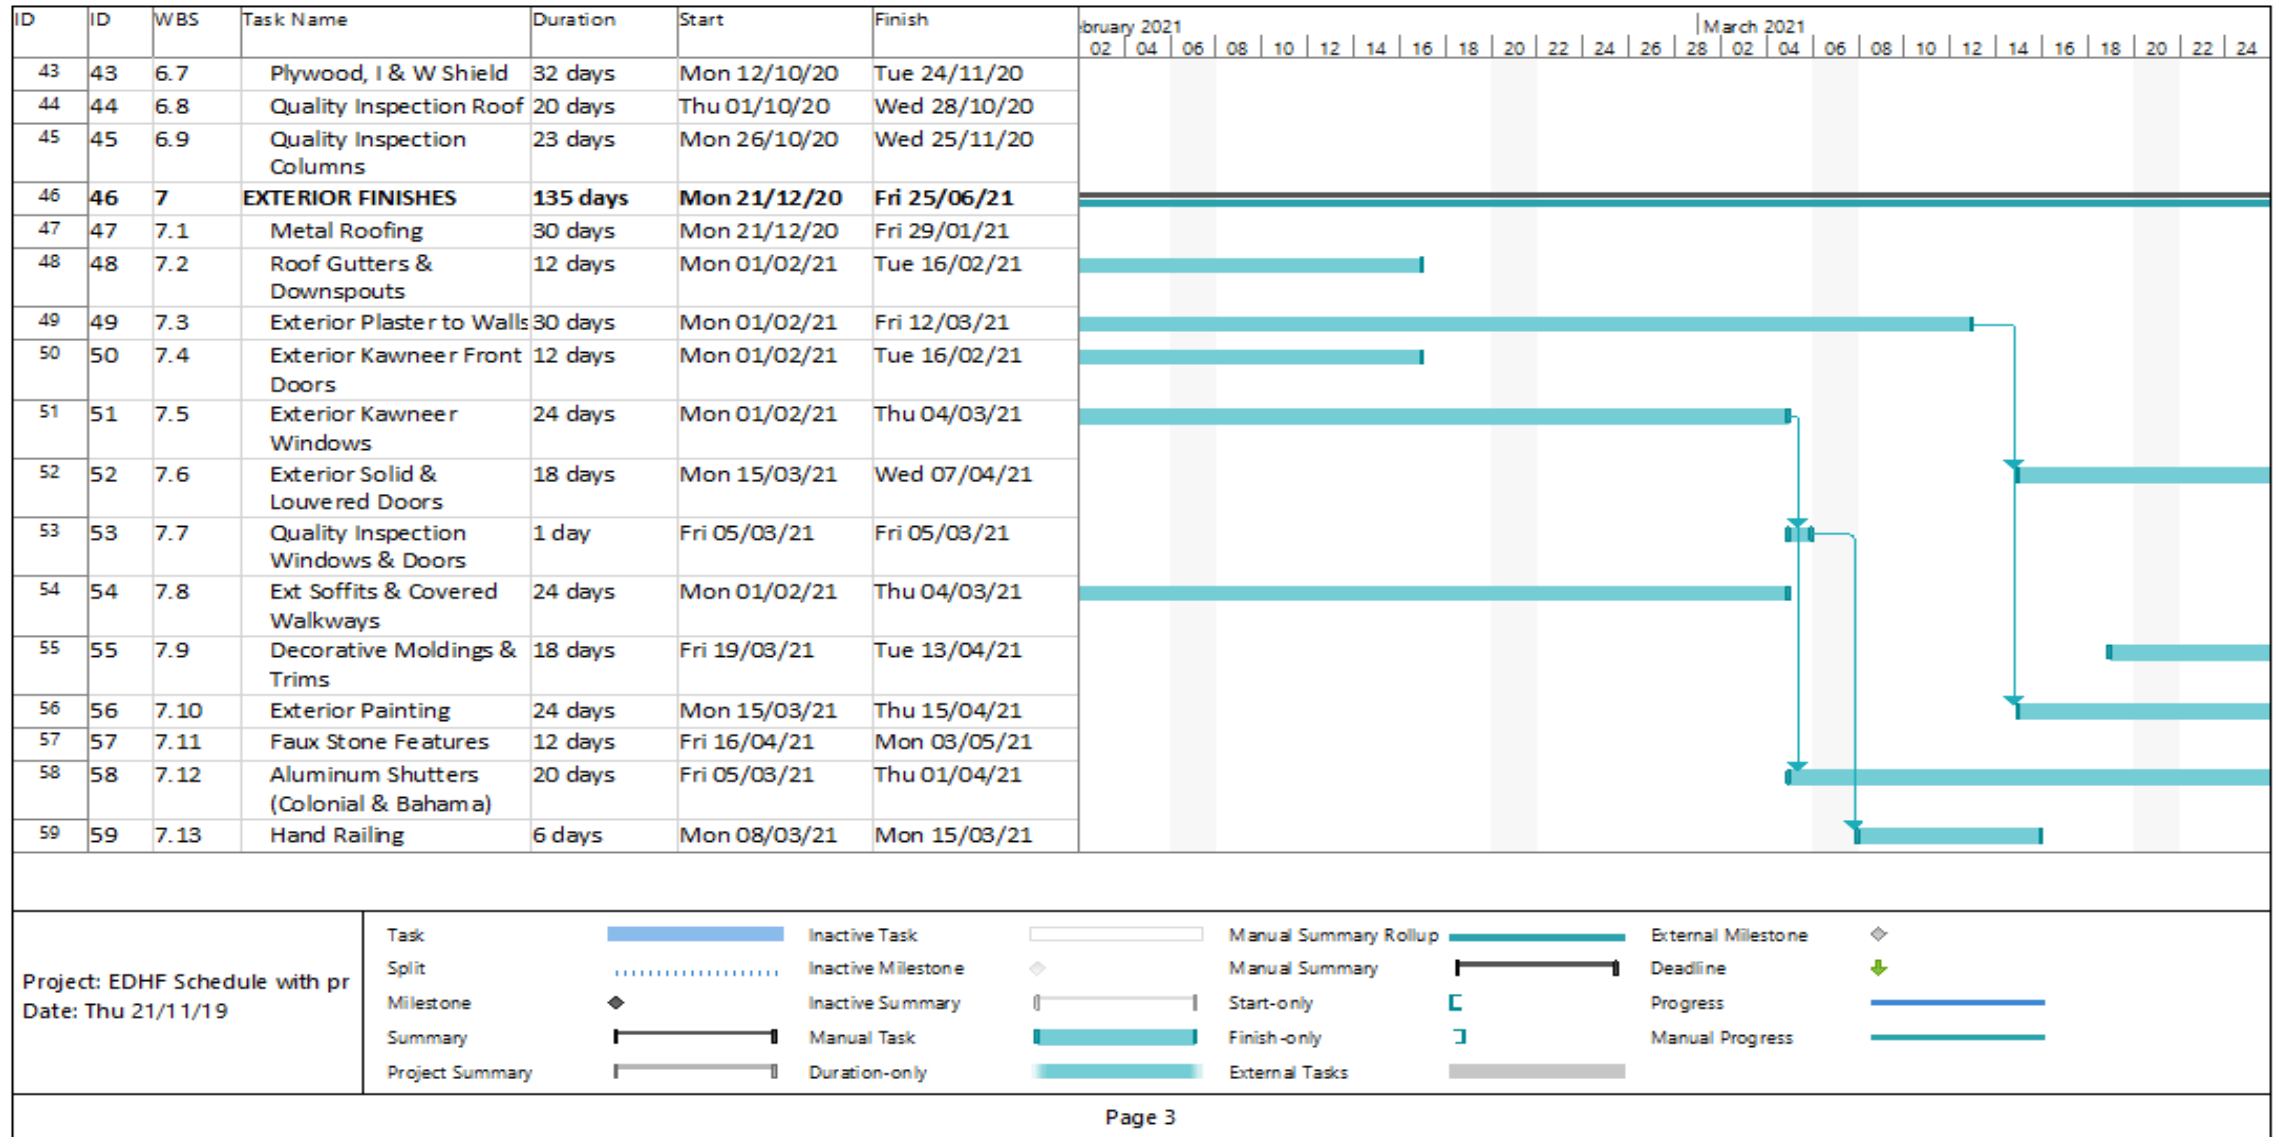 ID ID WBS Task Name Duration Start Finish ebruary 2021 March 2021
02 04 06 08 10 12 14 16 18 20 22 24 26 28 02 04 06 08 10 12 14 16 18 20 22 24
43 43 6.7 Plywood, I & W Shield 32 days Mon 12/10/20 Tue 24/11/20
44 44 6.8 Quality Inspection Roof 20 days Thu 01/10/20 Wed 28/10/20
45 45 6.9 Quality Inspection 23 days Mon 26/10/20 Wed 25/11/20
Columns
46 46 7 EXTERIOR FINISHES 135 days Mon 21/12/20 Fri 25/06/21
47 47 7.1 Metal Roofing 30 days Mon 21/12/20 Fri 29/01/21
48 48 7.2 Roof Gutters & 12 days Mon 01/02/21 Tue 16/02/21
Downspouts
49 49 7.3 Exterior Plaster to Walls 30 days Mon 01/02/21 Fri 12/03/21
50 50 7.4 Exterior Kawneer Front 12 days Mon 01/02/21 Tue 16/02/21
Doors
51 51 7.5 Exterior Kawneer 24 days Mon 01/02/21 Thu 04/03/21
Windows
52 52 7.6 Exterior Solid & 18 days Mon 15/03/21 Wed 07/04/21
Louvered Doors
53 53 7.7 Quality Inspection 1 day Fri 05/03/21 Fri 05/03/21
Windows & Doors
54 54 7.8 Ext Soffits & Covered 24 days Mon 01/02/21 Thu 04/03/21
Walkways
55 55 7.9 Decorative Moldings & 18 days Fri 19/03/21 Tue 13/04/21
Trims
56 56 7.10 Exterior Painting 24 days Mon 15/03/21 Thu 15/04/21
57 57 7.11 Faux Stone Features 12 days Fri 16/04/21 Mon 03/05/21
58 58 7.12 Aluminum Shutters 20 days Fri 05/03/21 Thu 01/04/21
(Colonial & Bahama)
59 59 7.13 Hand Railing 6 days Mon 08/03/21 Mon 15/03/21
Project: EDHF Schedule with pr
Date: Thu 21/11/19
Task Inactive Task Manual Summary Rollup External Milestone
Split Inactive Milestone Manual Summary Deadline
Milestone Inactive Summary Start-only Progress
Summary Manual Task Finish-only Manual Progress
Project Summary Duration-only External Tasks
Page 3